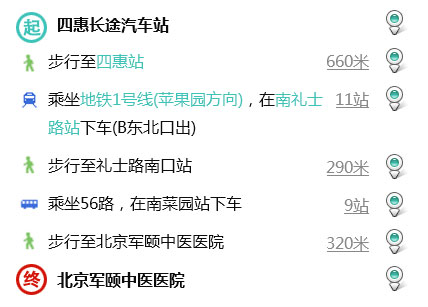 起 四惠长途汽车站
步行至四惠站 660米
乘坐地铁1号线(苹果园方向)，在南礼士 11站
路站下车(B东北口出)
步行至礼士路南口站 290米
乘坐56路，在南菜园站下车 9站
步行至北京军颐中医医院 320米
终 北京军颐中医医院